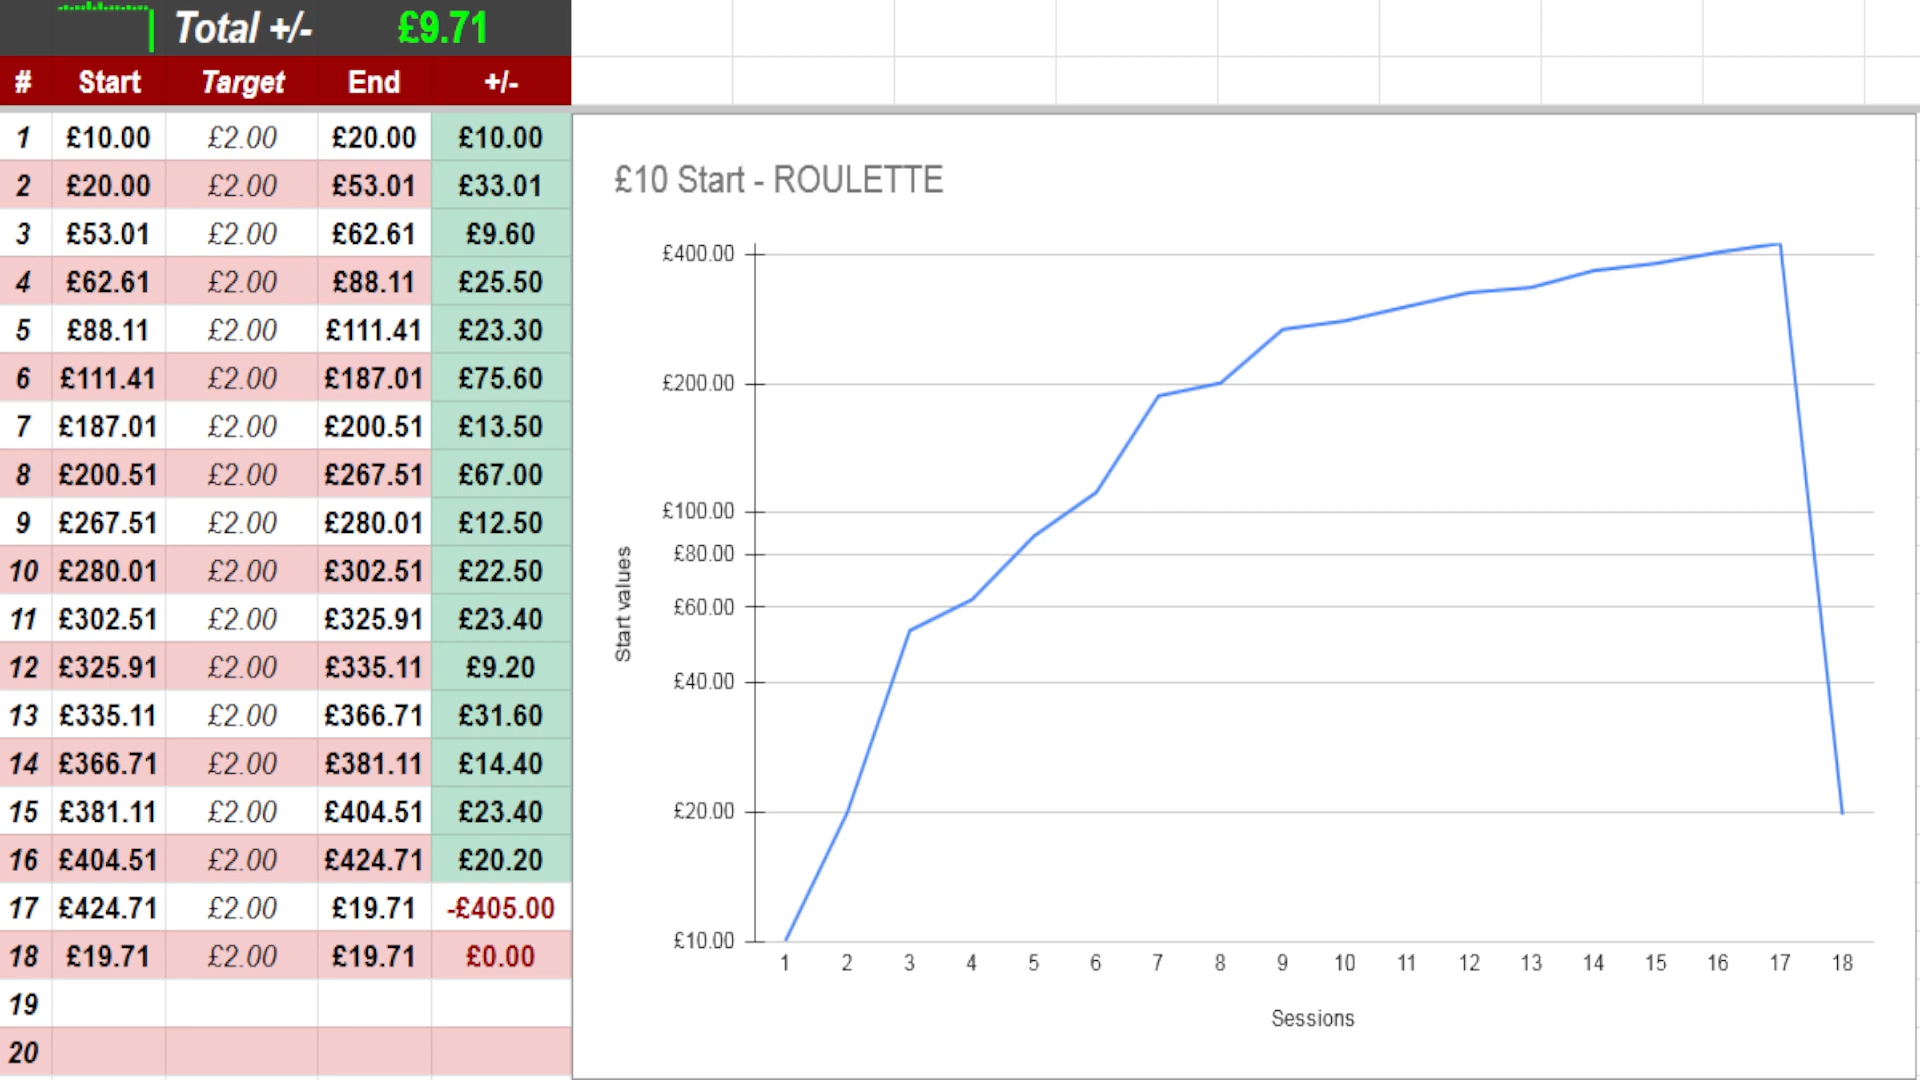 Total +/- £9.71
# Start Target End +/-
1 £10.00 £2.00 £20.00 £10.00
2 £20.00 £2.00 £53.01 £33.01
3 £53.01 £2.00 £62.61 £9.60
4 £62.61 £2.00 £88.11 £25.50
5 £88.11 £2.00 £111.41 £23.30
6 £111.41 £2.00 £187.01 £75.60
7 £187.01 £2.00 £200.51 £13.50
8 £200.51 £2.00 £267.51 £67.00
9 £267.51 £2.00 £280.01 £12.50
10 £280.01 £2.00 £302.51 £22.50
11 £302.51 £2.00 £325.91 £23.40
12 £325.91 £2.00 £335.11 £9.20
13 £335.11 £2.00 £366.71 £31.60
14 £366.71 £2.00 £381.11 £14.40
15 £381.11 £2.00 £404.51 £23.40
16 £404.51 £2.00 £424.71 £20.20
17 £424.71 £2.00 £19.71 -£405.00
18 £19.71 £2.00 £19.71 £0.00
19
20
£10 Start - ROULETTE
£400.00
£200.00
£100.00
£80.00
£60.00
£40.00
£20.00
£10.00
Start values
1 2 3 4 5 6 7 8 9 10 11 12 13 14 15 16 17 18
Sessions